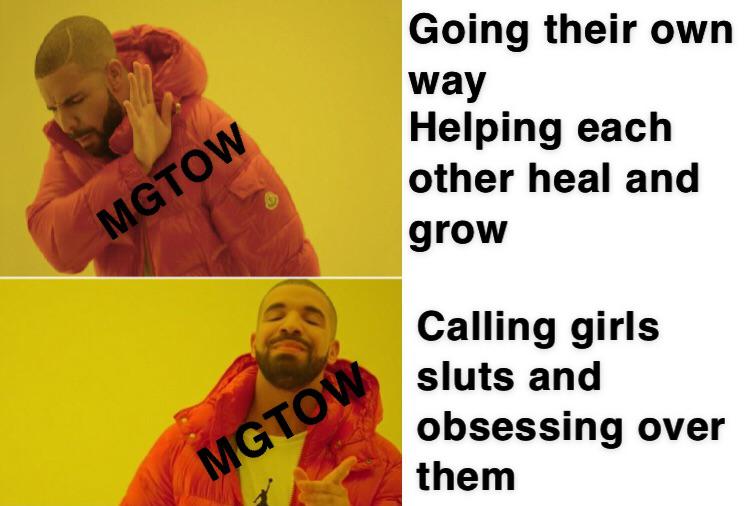 Going their own
way
Helping each
other heal and
grow
MGTOW
Calling girls
sluts and
obsessing over
them
MGTOW